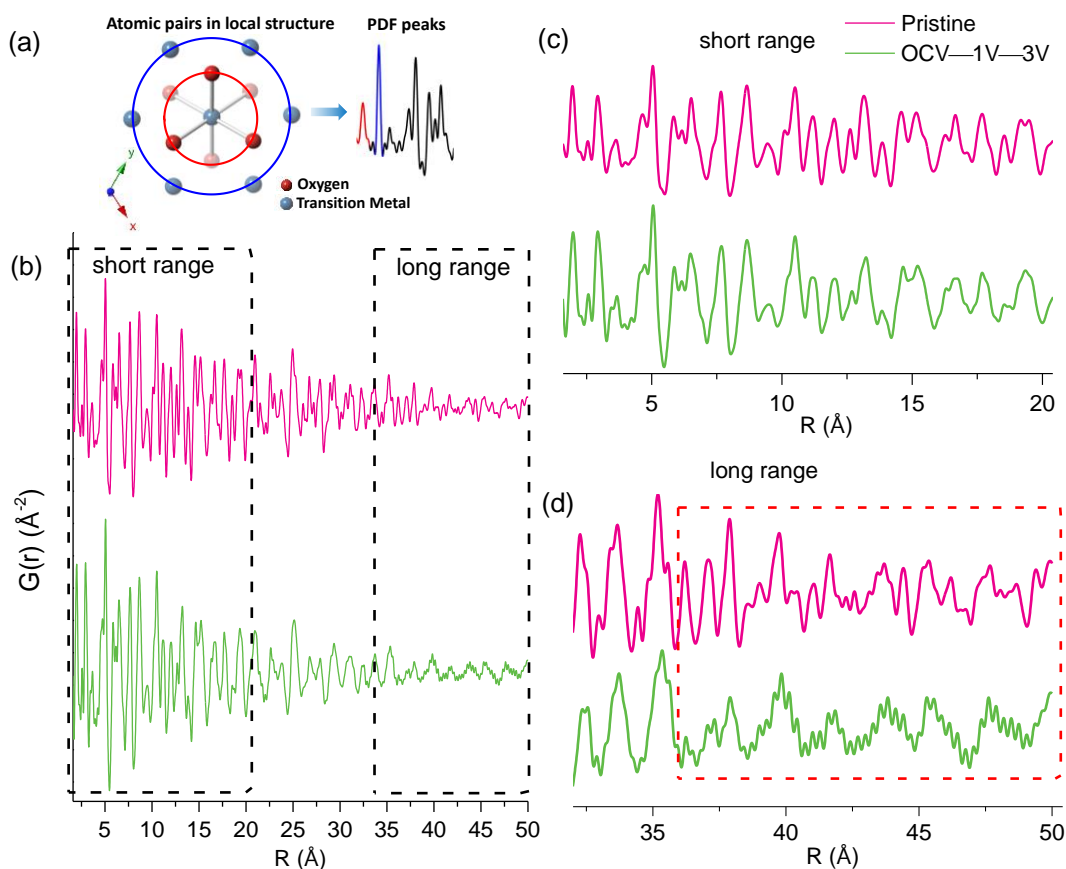 (a)
Atomic pairs in local structure
PDF peaks
y
x
Oxygen
Transition Metal
(b)
short range
long range
G(r) (Å⁻²)
5 10 15 20 25 30 35 40 45 50
R (Å)
(c)
short range
Pristine
OCV—1V—3V
5 10 15 20
R (Å)
long range
(d)
35 40 45 50
R (Å)